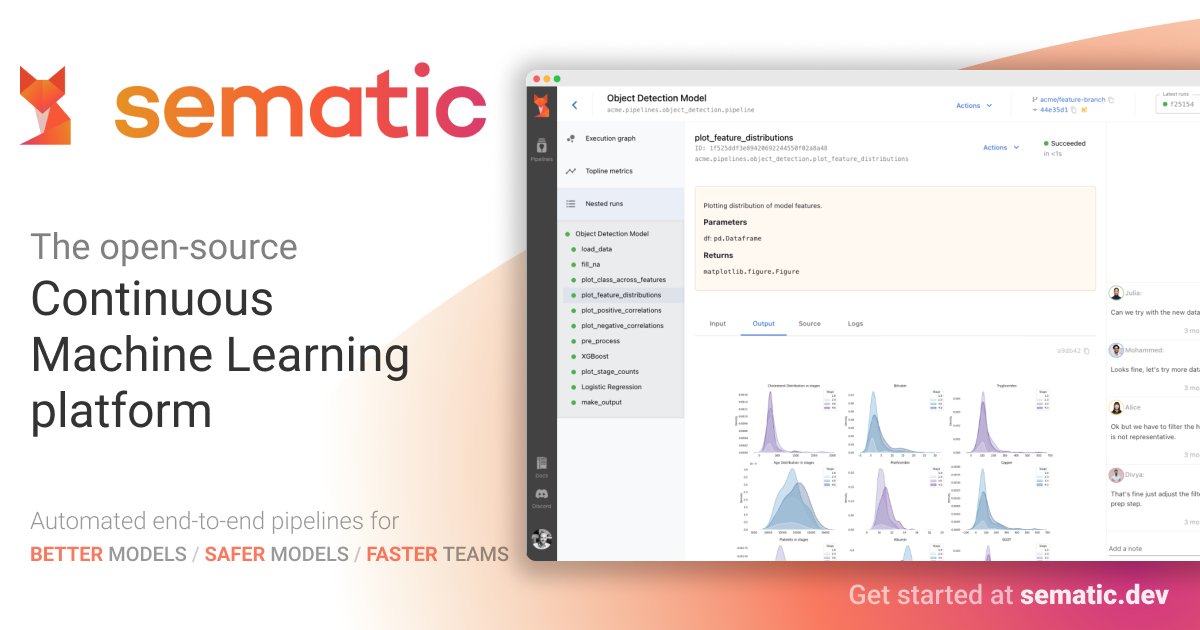 sematic
The open-source
Continuous
Machine Learning
platform
Automated end-to-end pipelines for
BETTER MODELS / SAFER MODELS / FASTER TEAMS
Object Detection Model
acme.pipelines.object_detection.pipeline
Actions
acme/feature-branch
44e35d1
Latest runs
f25154
Pipelines
Execution graph
Topline metrics
Nested runs
Object Detection Model
load_data
fill_na
plot_class_across_features
plot_feature_distributions
plot_positive_correlations
plot_negative_correlations
pre_process
XGBoost
plot_stage_counts
Logistic Regression
make_output
Docs
Discord
plot_feature_distributions
acme.pipelines.object_detection.plot_feature_distributions
Actions
Succeeded
in <1s
Plotting distribution of model features.
Parameters
df: pd.Dataframe
Returns
matplotlib.figure.Figure
Input
Output
Source
Logs
a9db42
Cholesterol Distribution in stages
Bilirubin
Tryglicerides
Age Distribution in stages
Prothrombin
Copper
Platelets in stages
Albumin
SGOT
Julia:
Can we try with the new data
3 mo
Mohammed:
Looks fine, let's try more data
3 mo
Alice
Ok but we have to filter the h
is not representative.
3 mo
Divya:
That's fine just adjust the filte
prep step.
3 mo
Add a note
Get started at sematic.dev